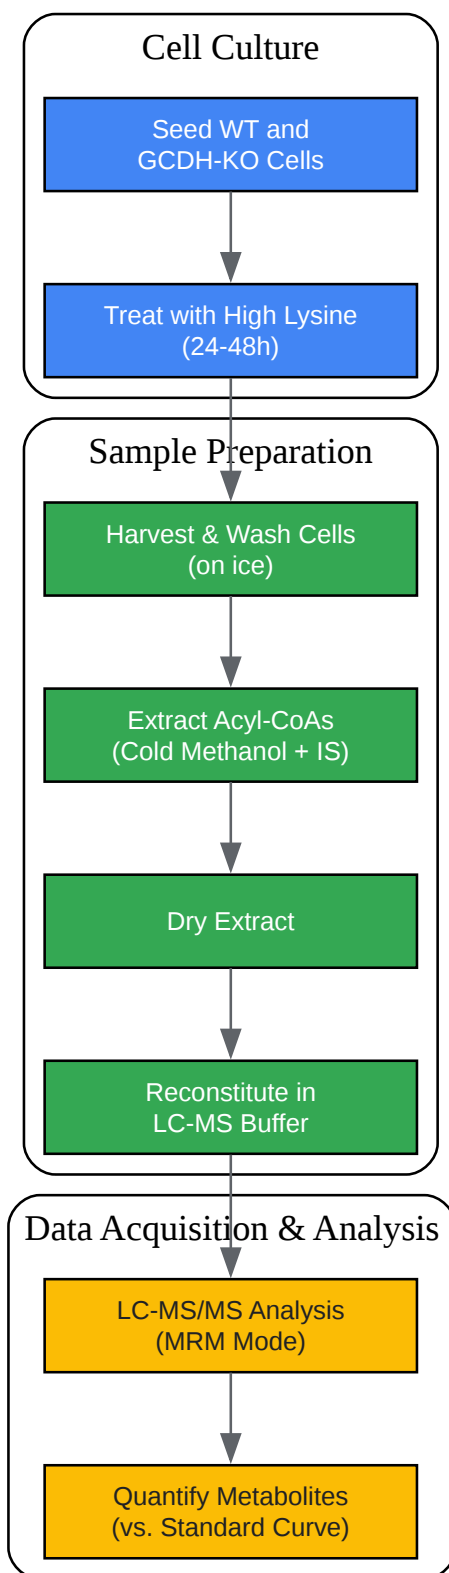 Cell Culture
Seed WT and
GCDH-KO Cells
Treat with High Lysine
(24-48h)
Sample Preparation
Harvest & Wash Cells
(on ice)
Extract Acyl-CoAs
(Cold Methanol + IS)
Dry Extract
Reconstitute in
LC-MS Buffer
Data Acquisition & Analysis
LC-MS/MS Analysis
(MRM Mode)
Quantify Metabolites
(vs. Standard Curve)